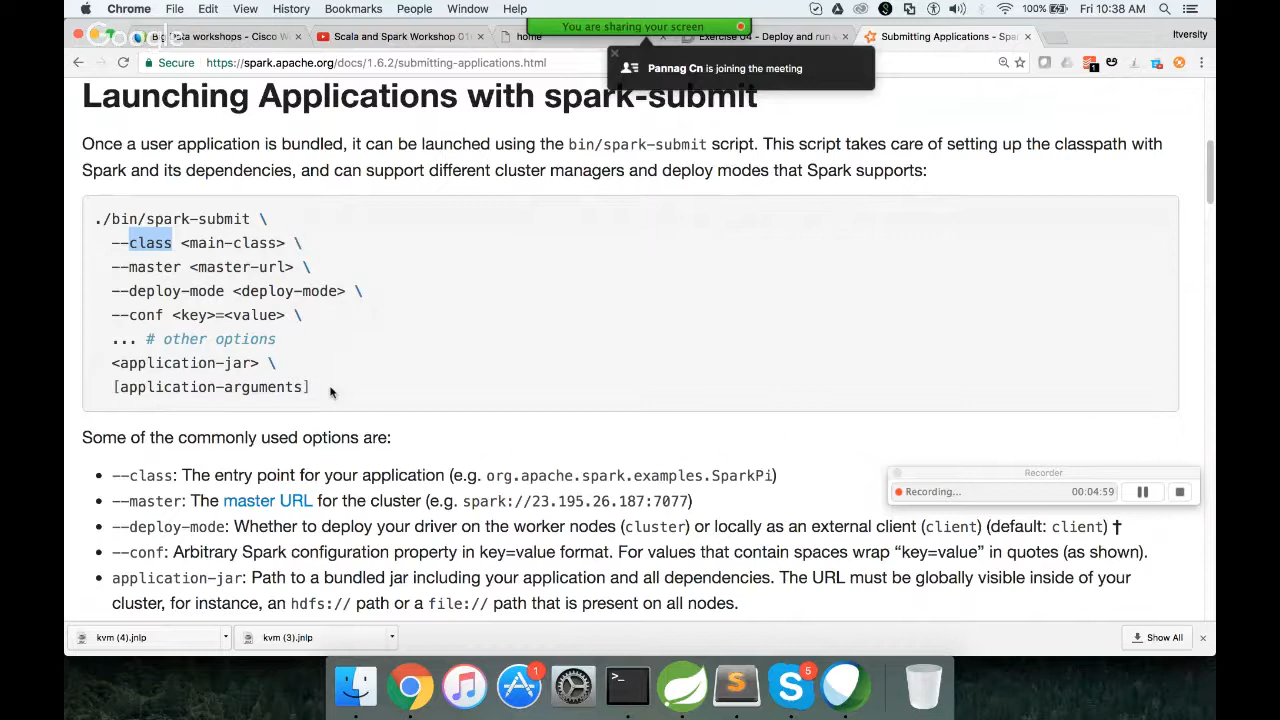 Chrome File Edit View History Bookmarks People Window Help 100% Fri 10:38 AM
You are sharing your screen
Google
Big Data workshops - Cisco W
Scala and Spark Workshop 01
home
Exercise 04 - Deploy and run
Submitting Applications - Spa
Itversity
Secure https://spark.apache.org/docs/1.6.2/submitting-applications.html
1
Pannag Cn is joining the meeting
Launching Applications with spark-submit
Once a user application is bundled, it can be launched using the bin/spark-submit script. This script takes care of setting up the classpath with
Spark and its dependencies, and can support different cluster managers and deploy modes that Spark supports:
./bin/spark-submit \
--class <main-class> \
--master <master-url> \
--deploy-mode <deploy-mode> \
--conf <key>=<value> \
... # other options
<application-jar> \
[application-arguments]
Some of the commonly used options are:
--class: The entry point for your application (e.g. org.apache.spark.examples.SparkPi)
--master: The master URL for the cluster (e.g. spark://23.195.26.187:7077)
--deploy-mode: Whether to deploy your driver on the worker nodes (cluster) or locally as an external client (client) (default: client) †
--conf: Arbitrary Spark configuration property in key=value format. For values that contain spaces wrap “key=value” in quotes (as shown).
application-jar: Path to a bundled jar including your application and all dependencies. The URL must be globally visible inside of your
cluster, for instance, an hdfs:// path or a file:// path that is present on all nodes.
Recorder
Recording... 00:04:59
kvm (4).jnlp
kvm (3).jnlp
Show All
1
5